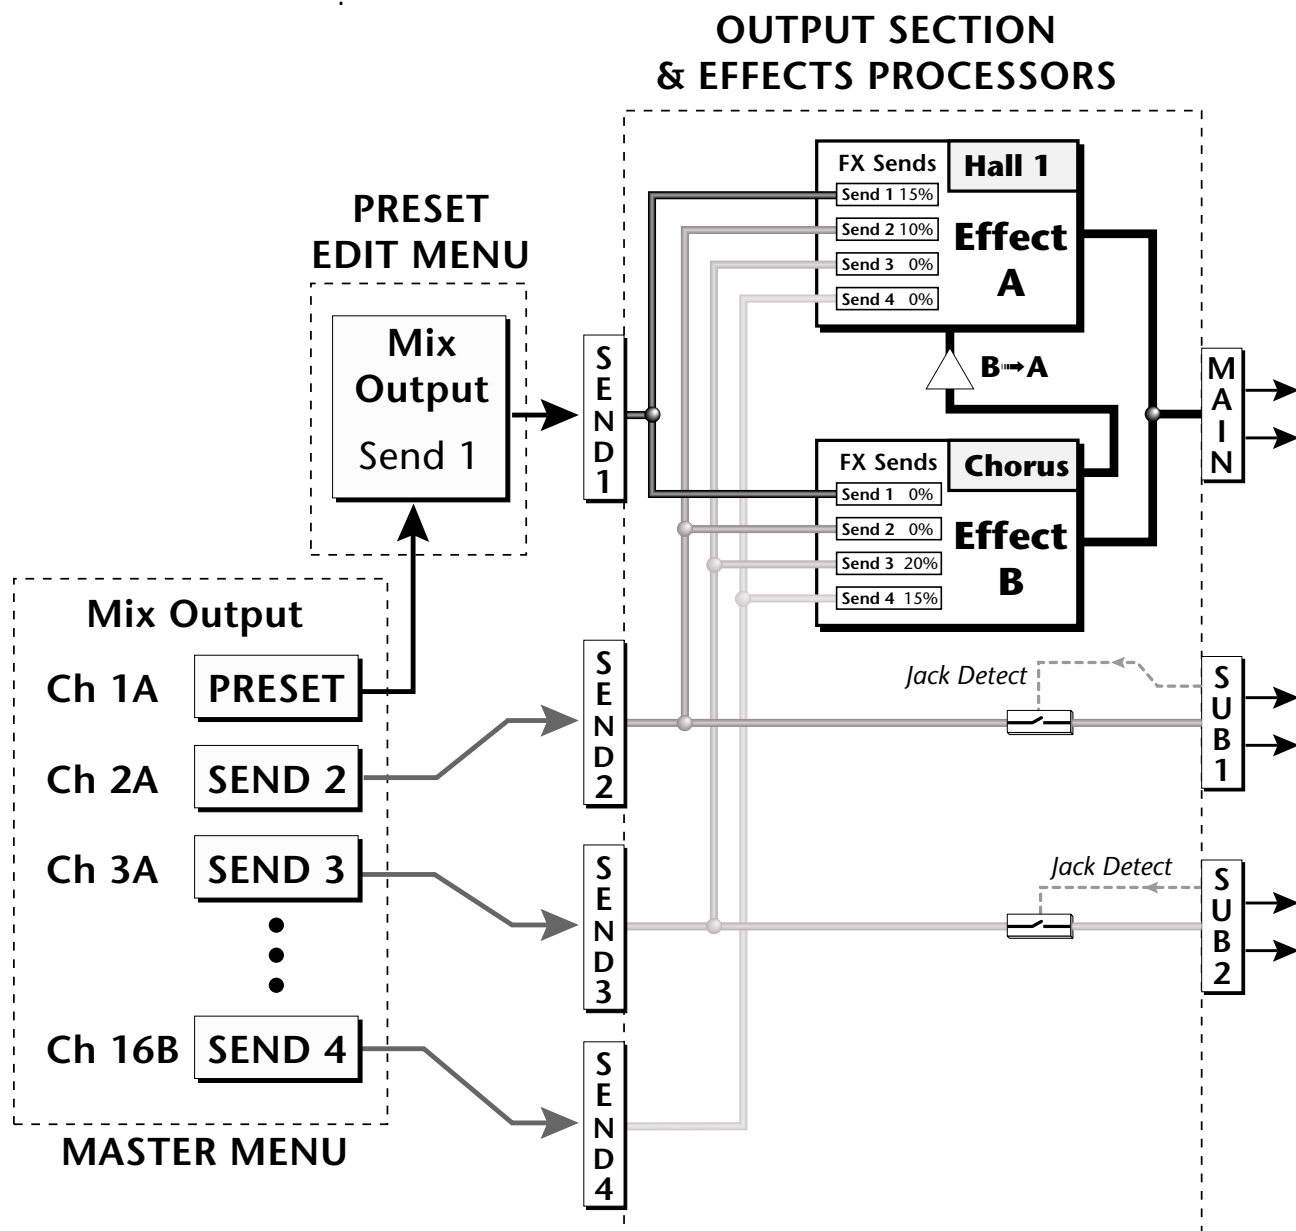 OUTPUT SECTION
& EFFECTS PROCESSORS
PRESET
EDIT MENU
Mix
Output
Send 1
SEND1
FX Sends
Hall 1
Send 1 15%
Send 2 10%
Send 3 0%
Send 4 0%
Effect
A
B➟A
FX Sends
Chorus
Send 1 0%
Send 2 0%
Send 3 20%
Send 4 15%
Effect
B
MAIN
Mix Output
Ch 1A PRESET
Ch 2A SEND 2
Ch 3A SEND 3
Ch 16B SEND 4
MASTER MENU
SEND2
Jack Detect
SUB1
SEND3
Jack Detect
SUB2
SEND4